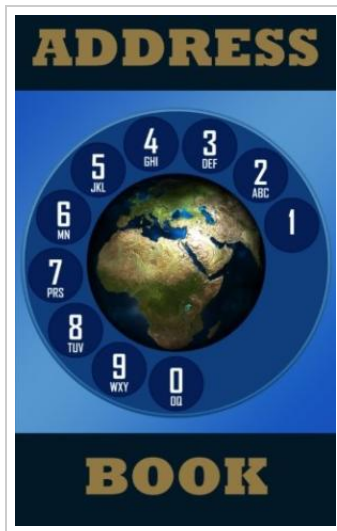 ADDRESS
4
GHI
3
DEF
5
JKL
2
ABC
6
MN
1
7
PRS
8
TUV
9
WXY
0
OQ
BOOK